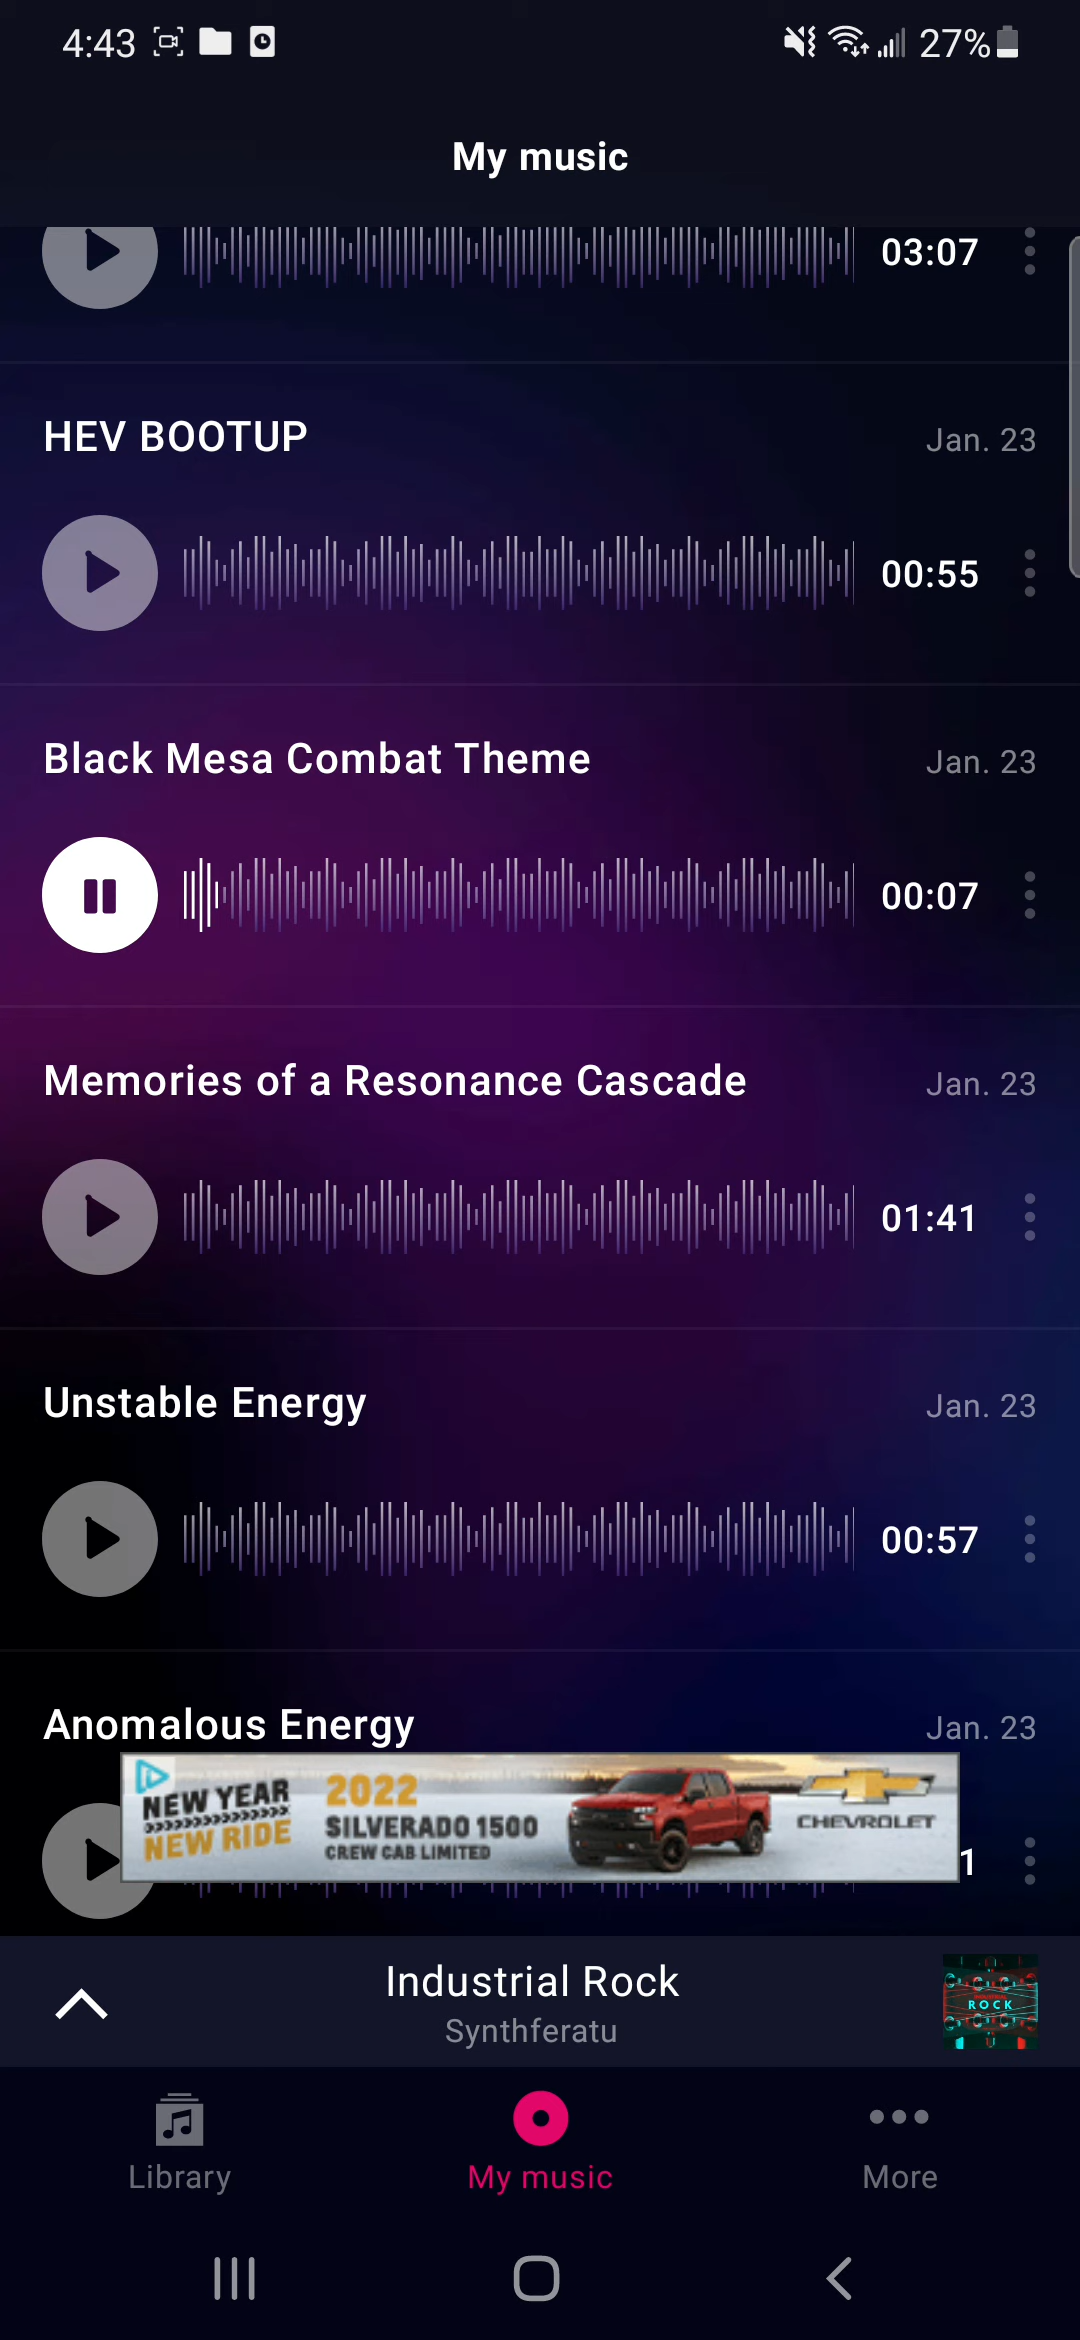 4:43
27%
My music
03:07
HEV BOOTUP
Jan. 23
00:55
Black Mesa Combat Theme
Jan. 23
00:07
Memories of a Resonance Cascade
Jan. 23
01:41
Unstable Energy
Jan. 23
00:57
Anomalous Energy
Jan. 23
NEW YEAR
NEW RIDE
2022
SILVERADO 1500
CREW CAB LIMITED
CHEVROLET
1
Industrial Rock
Synthferatu
ROCK
Library
My music
More